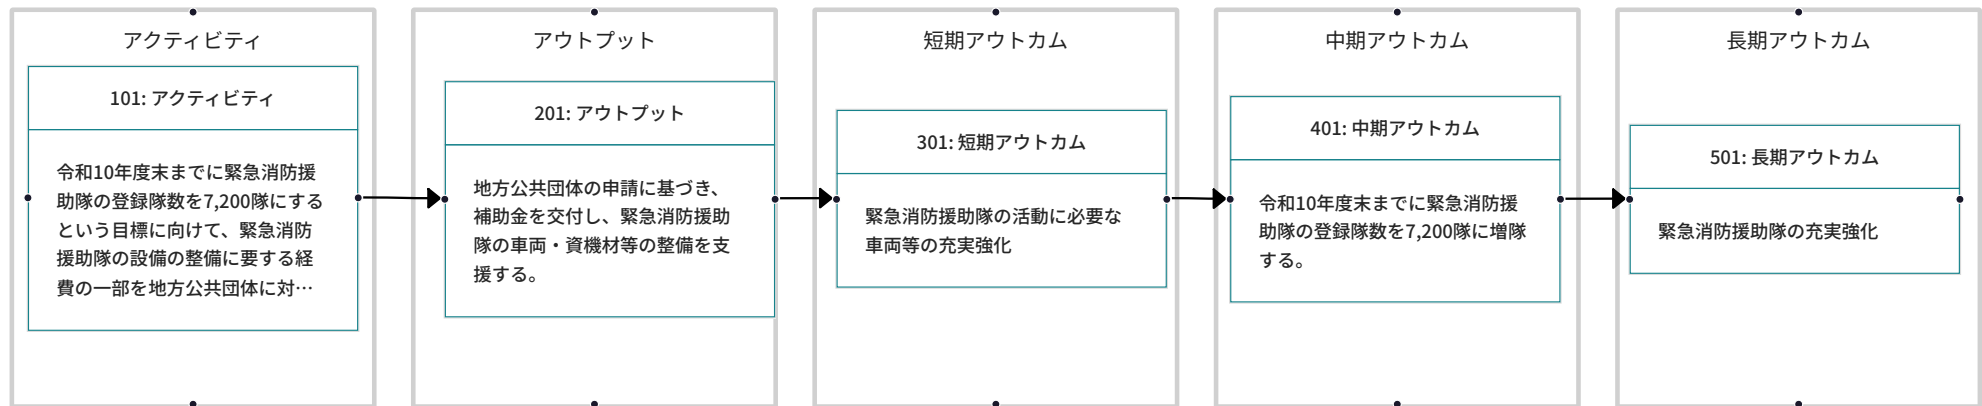 アクティビティ
101: アクティビティ
令和10年度末までに緊急消防援
助隊の登録隊数を7,200隊にする
という目標に向けて、緊急消防
援助隊の設備の整備に要する経
費の一部を地方公共団体に対…
アウトプット
201: アウトプット
地方公共団体の申請に基づき、
補助金を交付し、緊急消防援助
隊の車両・資機材等の整備を支
援する。
短期アウトカム
301: 短期アウトカム
緊急消防援助隊の活動に必要な
車両等の充実強化
中期アウトカム
401: 中期アウトカム
令和10年度末までに緊急消防援
助隊の登録隊数を7,200隊に増隊
する。
長期アウトカム
501: 長期アウトカム
緊急消防援助隊の充実強化